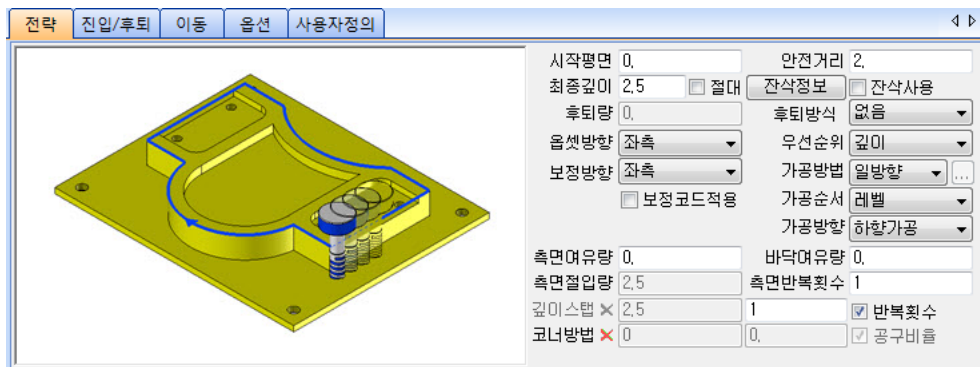 전략 진입/후퇴 이동 옵션 사용자정의
시작평면 0, 안전거리 2,
최종깊이 2,5 절대 잔삭정보 잔삭사용
후퇴량 0, 후퇴방식 없음
옵셋방향 좌측 우선순위 깊이
보정방향 좌측 가공방법 일방향 ...
보정코드적용 가공순서 레벨
가공방향 하향가공
측면여유량 0, 바닥여유량 0,
측면절입량 2,5 측면반복횟수 1
깊이스탭 2,5 1 반복횟수
코너방법 0 0, 공구비율